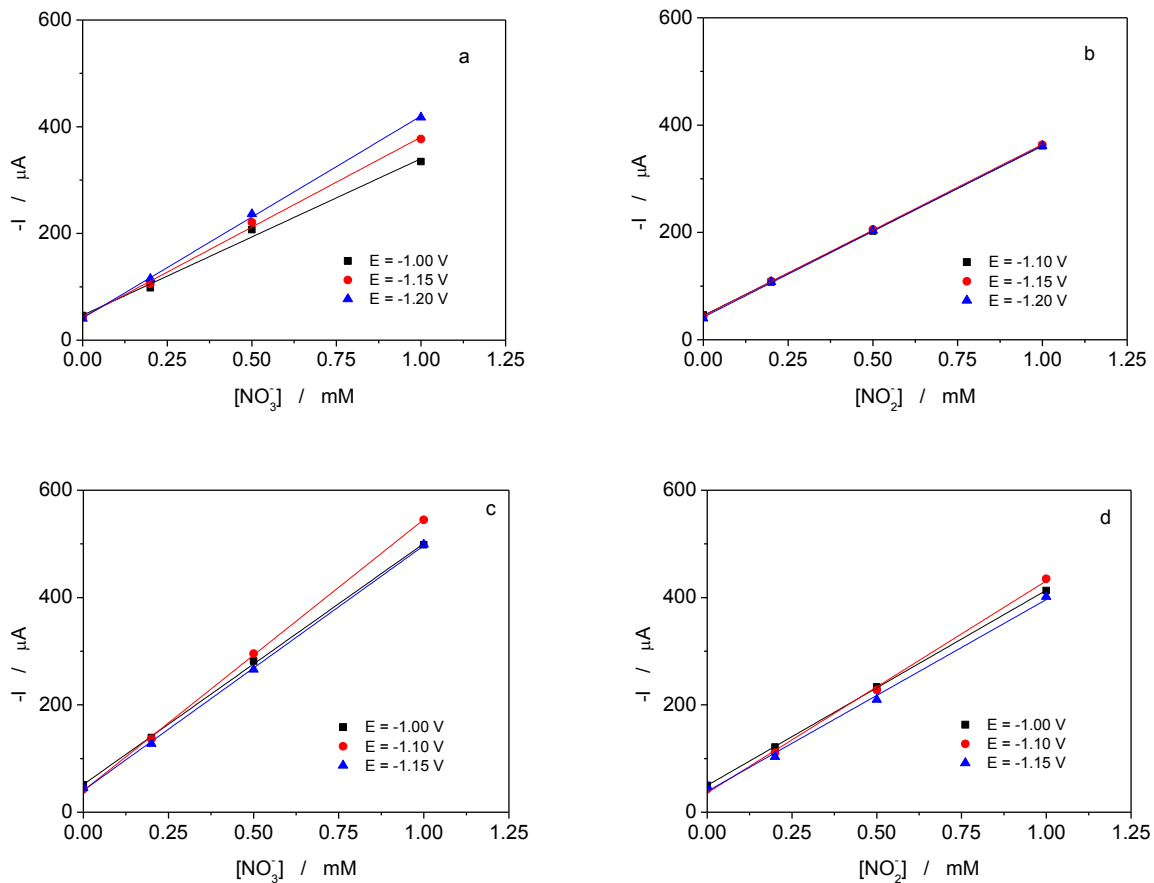 600
400
200
0
-I / μA
a
E = -1.00 V
E = -1.15 V
E = -1.20 V
0.00 0.25 0.50 0.75 1.00 1.25
[NO₃⁻] / mM
600
400
200
0
-I / μA
b
E = -1.10 V
E = -1.15 V
E = -1.20 V
0.00 0.25 0.50 0.75 1.00 1.25
[NO₂⁻] / mM
600
400
200
0
-I / μA
c
E = -1.00 V
E = -1.10 V
E = -1.15 V
0.00 0.25 0.50 0.75 1.00 1.25
[NO₃⁻] / mM
600
400
200
0
-I / μA
d
E = -1.00 V
E = -1.10 V
E = -1.15 V
0.00 0.25 0.50 0.75 1.00 1.25
[NO₂⁻] / mM